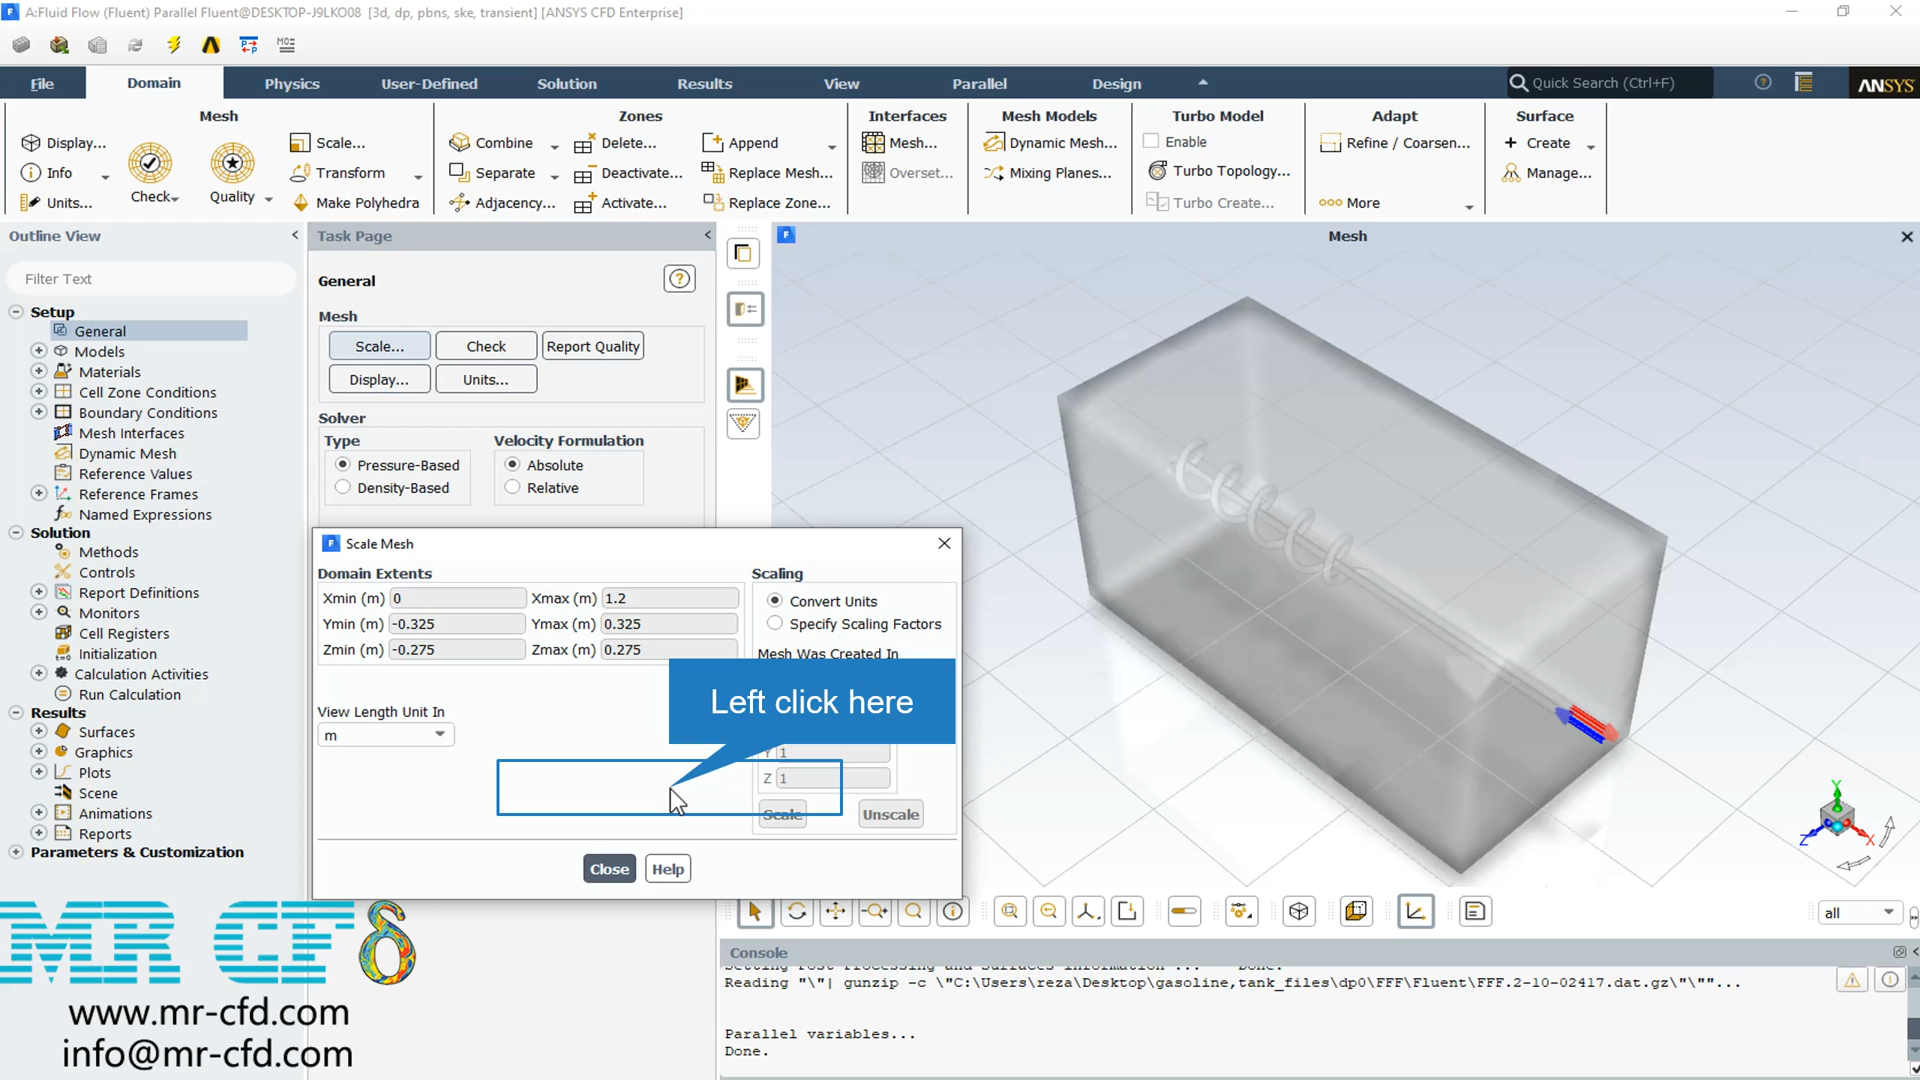 A:Fluid Flow (Fluent) Parallel Fluent@DESKTOP-J9LKO08 [3d, dp, pbns, ske, transient] [ANSYS CFD Enterprise]
File Domain Physics User-Defined Solution Results View Parallel Design
Quick Search (Ctrl+F)
ANSYS
Mesh
Display...
Info
Units...
Check
Quality
Scale...
Transform
Make Polyhedra
Zones
Combine
Separate
Adjacency...
Delete...
Deactivate...
Activate...
Append
Replace Mesh...
Replace Zone...
Interfaces
Mesh...
Overset...
Mesh Models
Dynamic Mesh...
Mixing Planes...
Turbo Model
Enable
Turbo Topology...
Turbo Create...
Adapt
Refine / Coarsen...
More
Surface
Create
Manage...
Outline View
Filter Text
Setup
General
Models
Materials
Cell Zone Conditions
Boundary Conditions
Mesh Interfaces
Dynamic Mesh
Reference Values
Reference Frames
Named Expressions
Solution
Methods
Controls
Report Definitions
Monitors
Cell Registers
Initialization
Calculation Activities
Run Calculation
Results
Surfaces
Graphics
Plots
Scene
Animations
Reports
Parameters & Customization
MR CFD
www.mr-cfd.com
info@mr-cfd.com
Task Page
General
Mesh
Scale... Check Report Quality
Display... Units...
Solver
Type
Pressure-Based
Density-Based
Velocity Formulation
Absolute
Relative
Scale Mesh
Domain Extents
Xmin (m) 0 Xmax (m) 1.2
Ymin (m) -0.325 Ymax (m) 0.325
Zmin (m) -0.275 Zmax (m) 0.275
View Length Unit In
m
Scaling
Convert Units
Specify Scaling Factors
Mesh Was Created In
Left click here
Y 1
Z 1
Scale Unscale
Close Help
Mesh
Y
Z
X
all
Console
Setting Post Processing and Surfaces information ... Done.
Reading "\"| gunzip -c \"C:\Users\reza\Desktop\gasoline,tank_files\dp0\FFF\Fluent\FFF.2-10-02417.dat.gz\"\""...
Parallel variables...
Done.